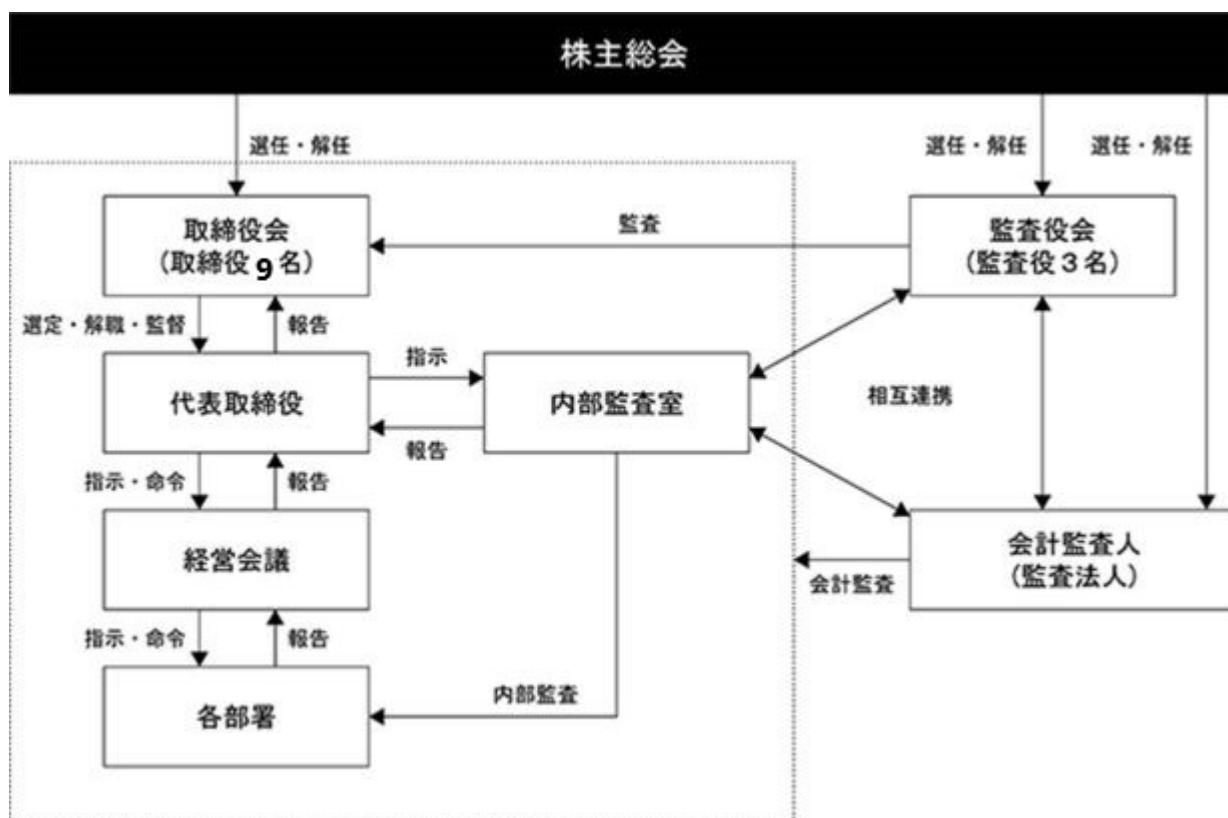 株主総会
選任・解任
選任・解任
選任・解任
取締役会
（取締役9名）
監査
監査役会
（監査役３名）
選定・解職・監督
報告
代表取締役
指示
報告
内部監査室
相互連携
指示・命令
報告
経営会議
会計監査人
（監査法人）
会計監査
指示・命令
報告
各部署
内部監査